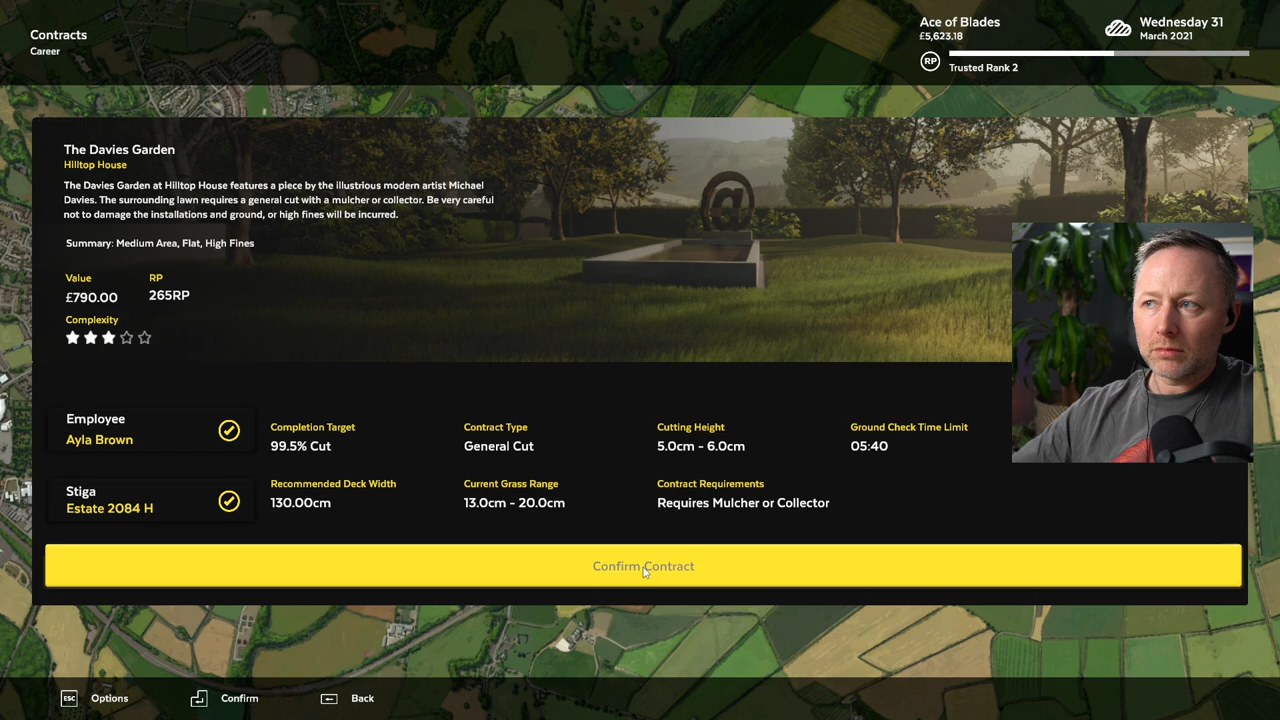 Contracts
Career
Ace of Blades
£5,623.18
Wednesday 31
March 2021
RP
Trusted Rank 2
The Davies Garden
Hilltop House
The Davies Garden at Hilltop House features a piece by the illustrious modern artist Michael
Davies. The surrounding lawn requires a general cut with a mulcher or collector. Be very careful
not to damage the installations and ground, or high fines will be incurred.
Summary: Medium Area, Flat, High Fines
Value
RP
£790.00
265RP
Complexity
@
Employee
Ayla Brown
Completion Target
99.5% Cut
Contract Type
General Cut
Cutting Height
5.0cm - 6.0cm
Ground Check Time Limit
05:40
Stiga
Estate 2084 H
Recommended Deck Width
130.00cm
Current Grass Range
13.0cm - 20.0cm
Contract Requirements
Requires Mulcher or Collector
Confirm Contract
ESC Options
Confirm
Back